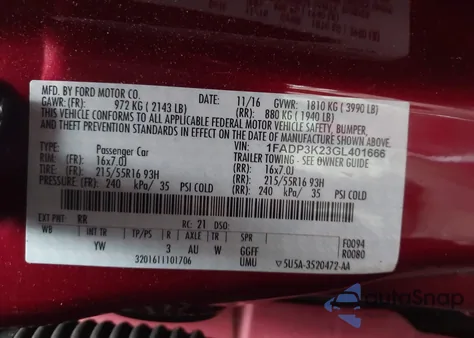 MFD. BY FORD MOTOR CO. DATE: 11/16 GVWR: 1810 KG ( 3990 LB)
GAWR: (FR): 972 KG ( 2143 LB) RR: 880 KG ( 1940 LB)
THIS VEHICLE CONFORMS TO ALL APPLICABLE FEDERAL MOTOR VEHICLE SAFETY, BUMPER,
AND THEFT PREVENTION STANDARDS IN EFFECT ON THE DATE OF MANUFACTURE SHOWN ABOVE.
VIN: 1FADP3K23GL401666
TYPE: Passenger Car TRAILER TOWING - SEE OWNER GUIDE
RIM: (FR) 16x7.0J (RR) 16x7.0J
TIRE: (FR) 215/55R16 93H (RR) 215/55R16 93H
PRESSURE: (FR) 240 kPa/ 35 PSI COLD (RR) 240 kPa/ 35 PSI COLD
EXT PNT: RR RC: 21 DSO:
WB INT TR TP/PS R AXLE TR SPR F0094
YW 3 AU W GGFF R0080
3201611101706 UMU 5U5A-3520472-AA
autoSnap